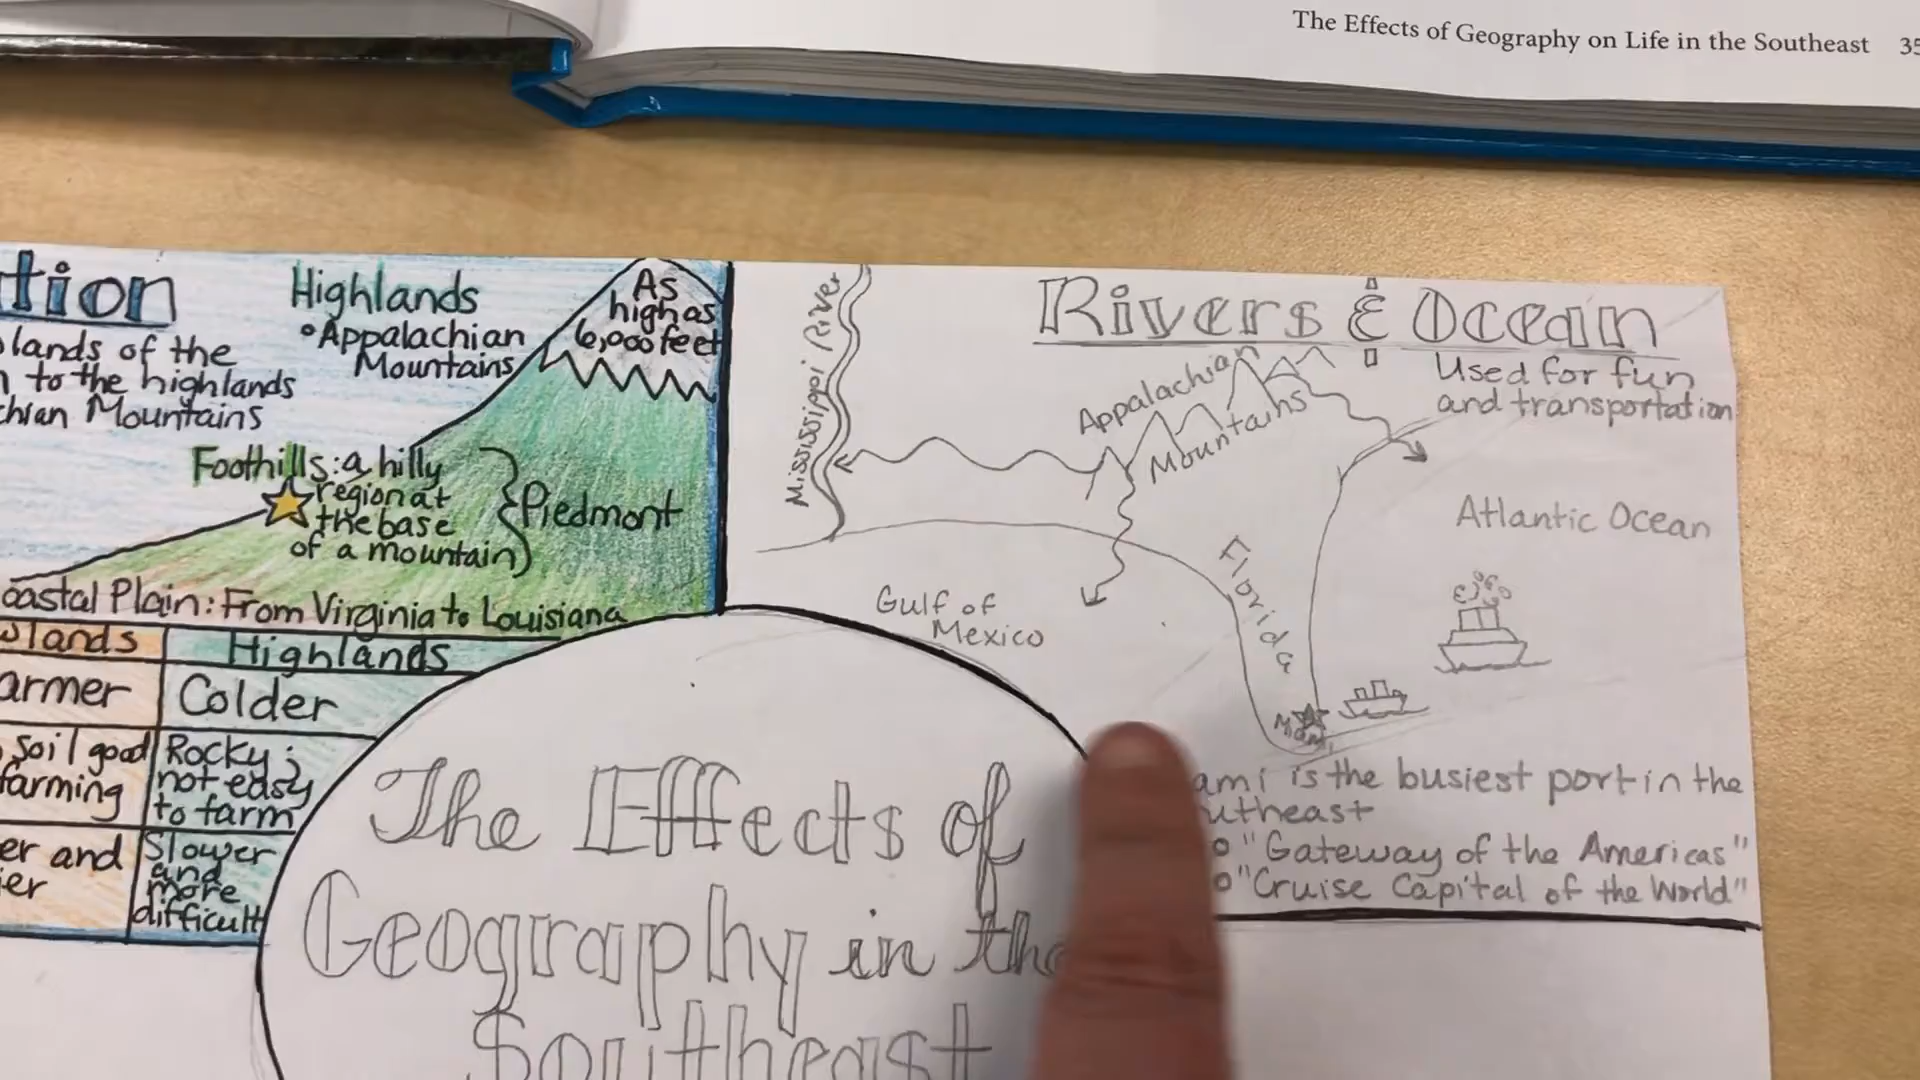 The Effects of Geography on Life in the Southeast
tion
lands of the
to the highlands
chian Mountains
Highlands
Appalachian
Mountains
As
high as
6,000 feet
Foothills: a hilly
region at
the base
of a mountain
Piedmont
oastal Plain: From Virginia to Louisiana
lands Highlands
armer Colder
soil good
farming
Rocky;
not easy
to farm
er and
ier
Slower
and
more
difficult
Rivers & Ocean
Used for fun
and transportation
Mississippi River
Appalachian
Mountains
Atlantic Ocean
Gulf of
Mexico
Florida
Miami
ami is the busiest port in the
utheast
"Gateway of the Americas"
"Cruise Capital of the World"
The Effects of
Geography in the
Southeast